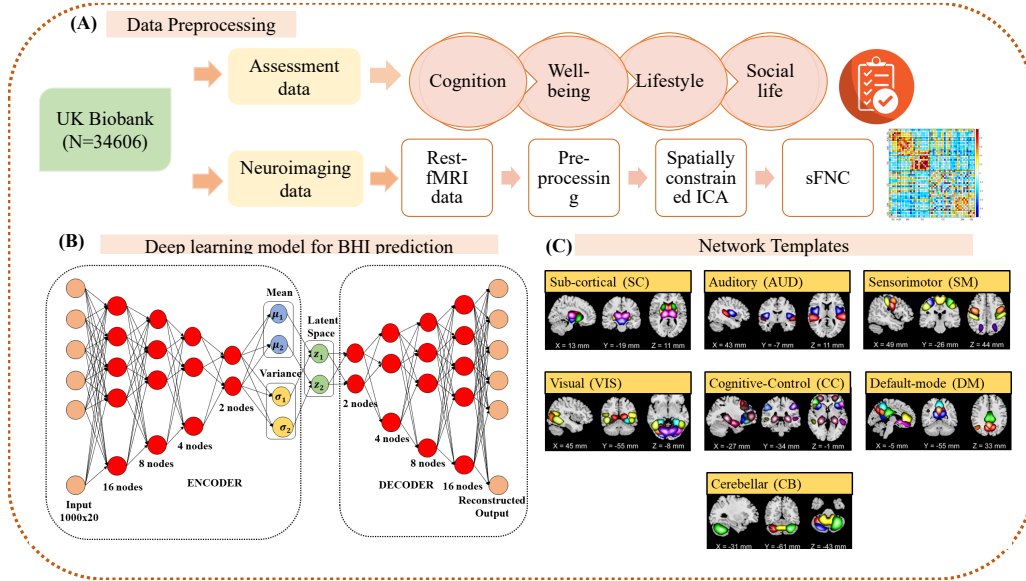 (A)
Data Preprocessing
UK Biobank
(N=34606)
Assessment
data
Cognition
Well-
being
Lifestyle
Social
life
Neuroimaging
data
Rest-
fMRI
data
Pre-
processin
g
Spatially
constrain
ed ICA
sFNC
(B)
Deep learning model for BHI prediction
Mean
μ1
μ2
Variance
σ1
σ2
Latent
Space
z1
z2
2 nodes
4 nodes
8 nodes
16 nodes
Input
1000x20
ENCODER
2 nodes
4 nodes
8 nodes
16 nodes
DECODER
Reconstructed
Output
(C)
Network Templates
Sub-cortical (SC)
X = 13 mm
Y = -19 mm
Z = 11 mm
Auditory (AUD)
X = 43 mm
Y = -7 mm
Z = 11 mm
Sensorimotor (SM)
X = 49 mm
Y = -26 mm
Z = 44 mm
Visual (VIS)
X = 45 mm
Y = -55 mm
Z = -8 mm
Cognitive-Control (CC)
X = -27 mm
Y = -34 mm
Z = -1 mm
Default-mode (DM)
X = -5 mm
Y = -55 mm
Z = 33 mm
Cerebellar (CB)
X = -31 mm
Y = -61 mm
Z = -43 mm